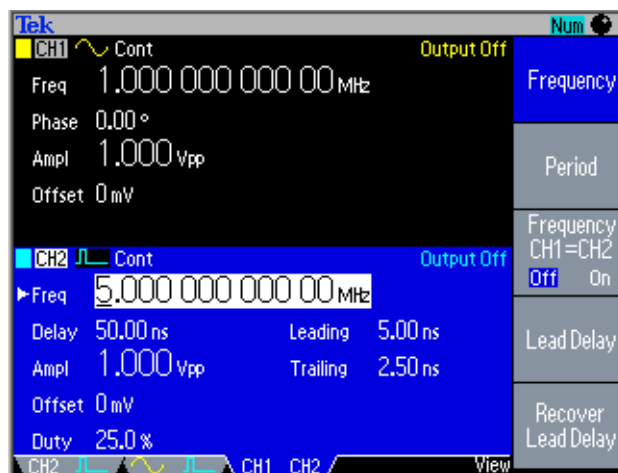 Tek Num
CH1 Cont Output Off
Freq 1.000 000 000 00 MHz
Phase 0.00 °
Ampl 1.000 Vpp
Offset 0 mV
CH2 Cont Output Off
Freq 5.000 000 000 00 MHz
Delay 50.00 ns Leading 5.00 ns
Ampl 1.000 Vpp Trailing 2.50 ns
Offset 0 mV
Duty 25.0 %
CH2 CH1 CH2 View
Frequency
Period
Frequency
CH1=CH2
Off On
Lead Delay
Recover
Lead Delay